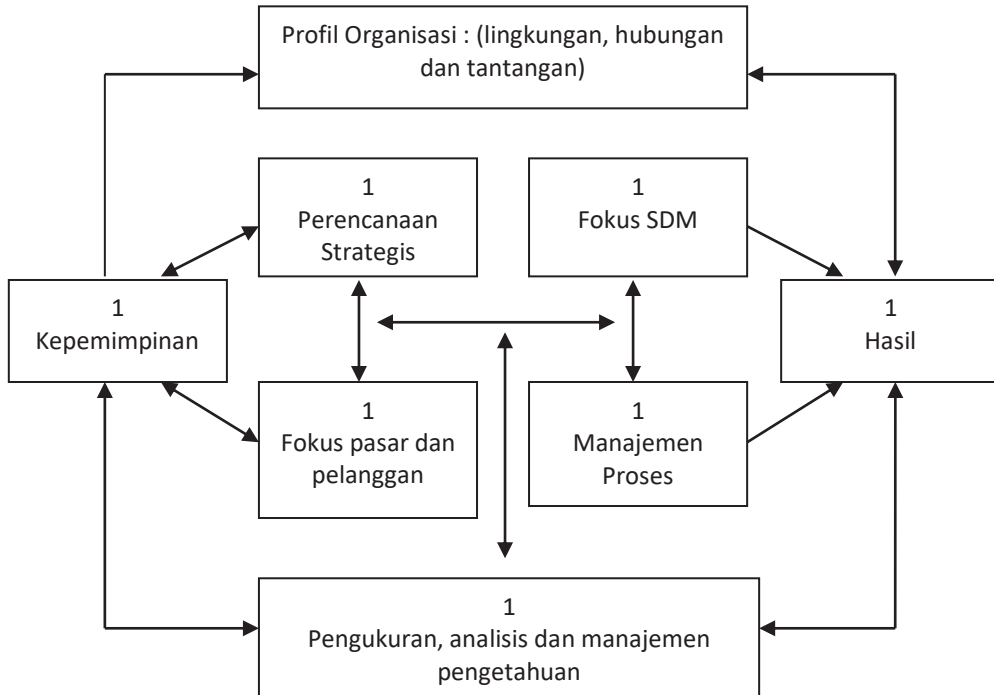 Profil Organisasi : (lingkungan, hubungan
dan tantangan)
1
Perencanaan
Strategis
1
Fokus SDM
1
Kepemimpinan
1
Hasil
1
Fokus pasar dan
pelanggan
1
Manajemen
Proses
1
Pengukuran, analisis dan manajemen
pengetahuan